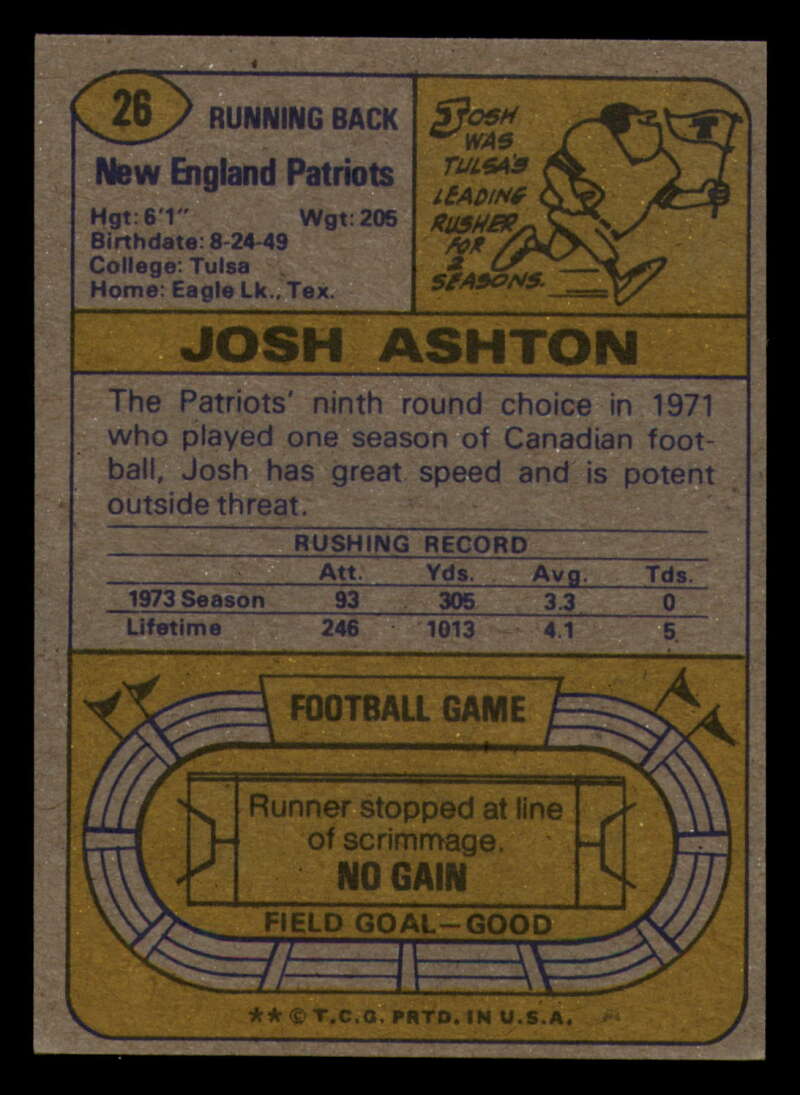 26
RUNNING BACK
New England Patriots
Hgt: 6'1" Wgt: 205
Birthdate: 8-24-49
College: Tulsa
Home: Eagle Lk., Tex.
JOSH
WAS
TULSA'S
LEADING
RUSHER
FOR
2
SEASONS.
T
JOSH ASHTON
The Patriots' ninth round choice in 1971
who played one season of Canadian foot-
ball, Josh has great speed and is potent
outside threat.
RUSHING RECORD
Att. Yds. Avg. Tds.
1973 Season 93 305 3.3 0
Lifetime 246 1013 4.1 5
FOOTBALL GAME
Runner stopped at line
of scrimmage.
NO GAIN
FIELD GOAL—GOOD
** © T.C.G. PRTD. IN U.S.A.